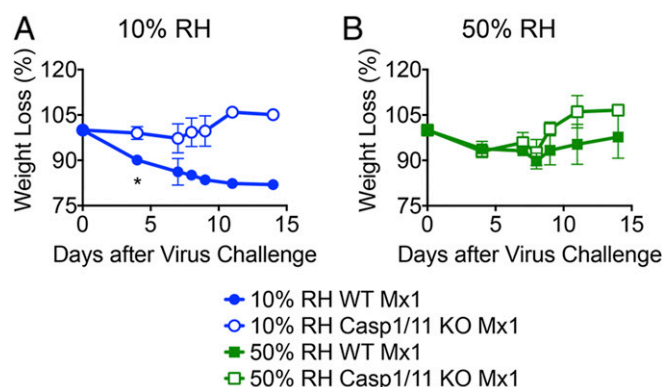 A 10% RH
Weight Loss (%)
120
105
90
75
*
0 5 10 15
Days after Virus Challenge
B 50% RH
Weight Loss (%)
120
105
90
75
0 5 10 15
Days after Virus Challenge
10% RH WT Mx1
10% RH Casp1/11 KO Mx1
50% RH WT Mx1
50% RH Casp1/11 KO Mx1